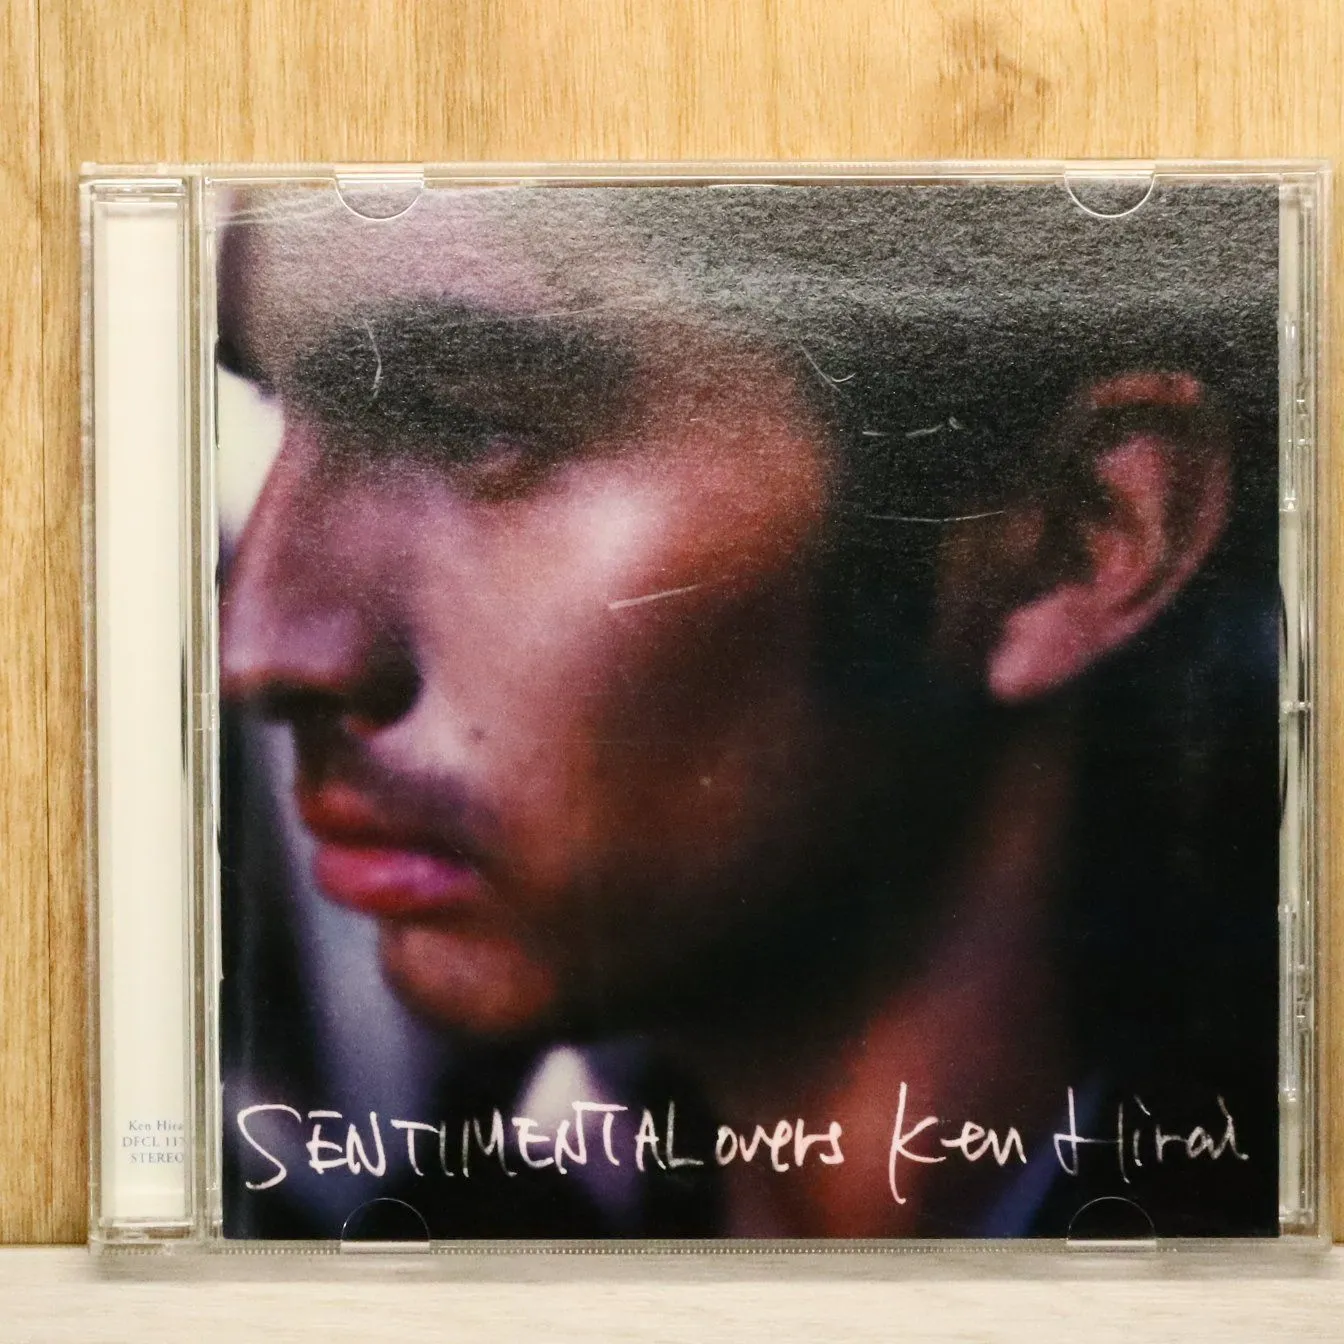 SENTIMENTALovers Ken Hirai
Ken Hira
DFCL 11
STEREO